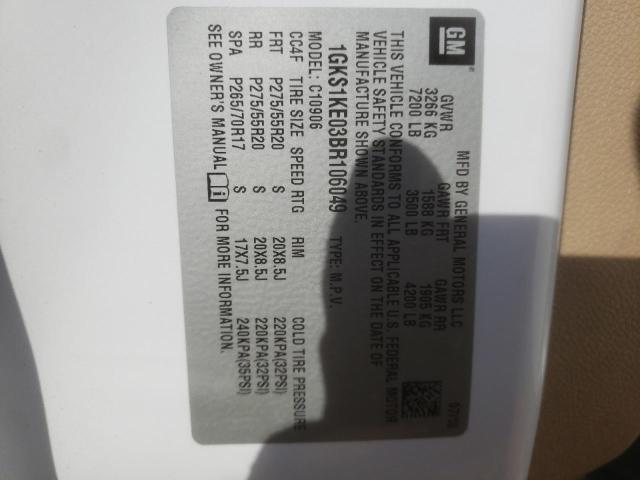 GM
MFD BY GENERAL MOTORS LLC 07/10
GVWR GAWR FRT GAWR RR
3266 KG 1588 KG 1905 KG
7200 LB 3500 LB 4200 LB
THIS VEHICLE CONFORMS TO ALL APPLICABLE U.S. FEDERAL MOTOR
VEHICLE SAFETY STANDARDS IN EFFECT ON THE DATE OF
MANUFACTURE SHOWN ABOVE.
1GKS1KE03BR106049 TYPE: M.P.V.
MODEL: C10906
CC4F TIRE SIZE SPEED RTG RIM COLD TIRE PRESSURE
FRT P275/55R20 S 20X8.5J 220KPA(32PSI)
RR P275/55R20 S 20X8.5J 220KPA(32PSI)
SPA P265/70R17 S 17X7.5J 240KPA(35PSI)
SEE OWNER'S MANUAL FOR MORE INFORMATION.